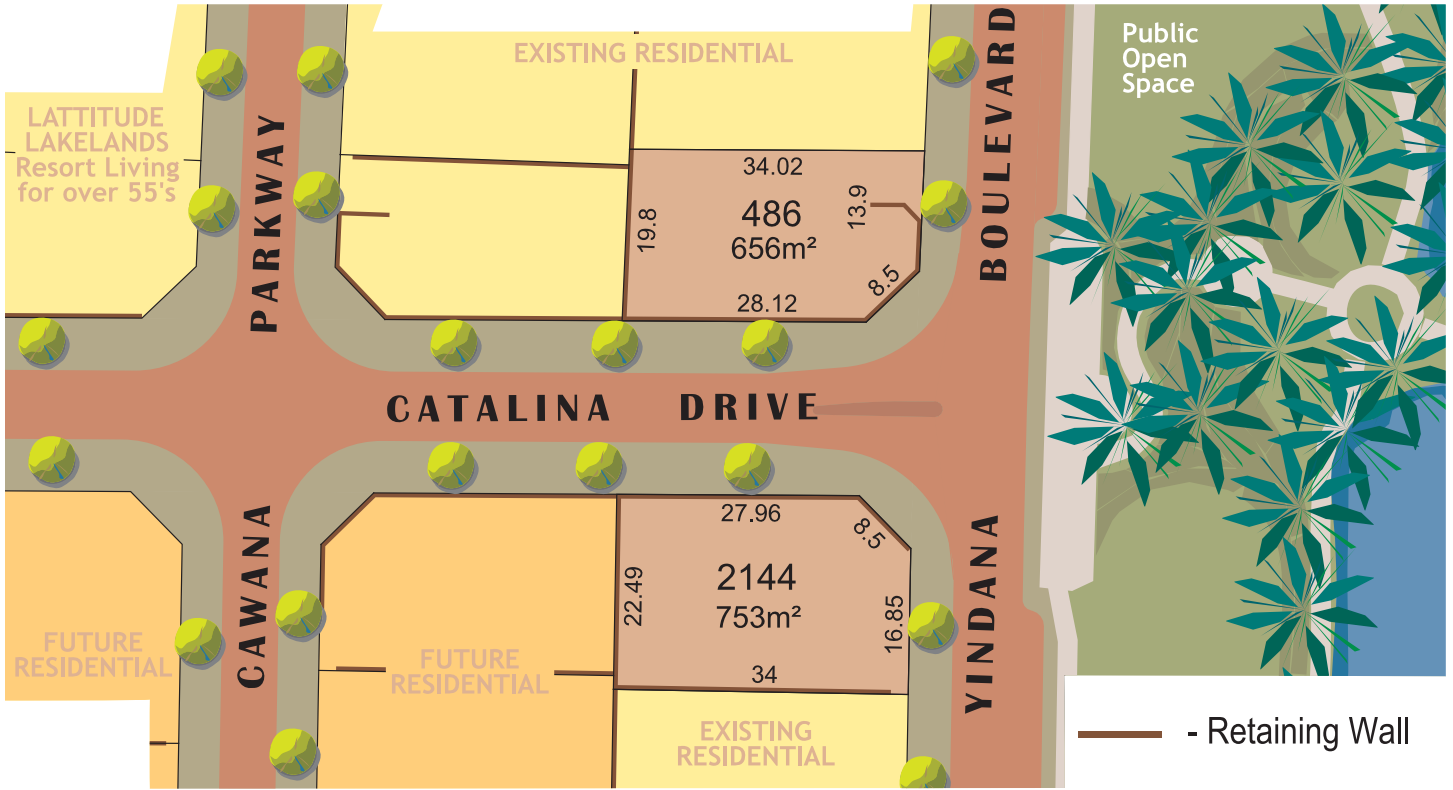 EXISTING RESIDENTIAL
Public
Open
Space
LATTITUDE
LAKELANDS
Resort Living
for over 55's
PARKWAY
BOULEVARD
34.02
486
656m²
19.8
13.9
8.5
28.12
CATALINA DRIVE
27.96
8.5
2144
753m²
22.49
16.85
34
CAWANA
YINDANA
FUTURE
RESIDENTIAL
FUTURE
RESIDENTIAL
EXISTING
RESIDENTIAL
- Retaining Wall